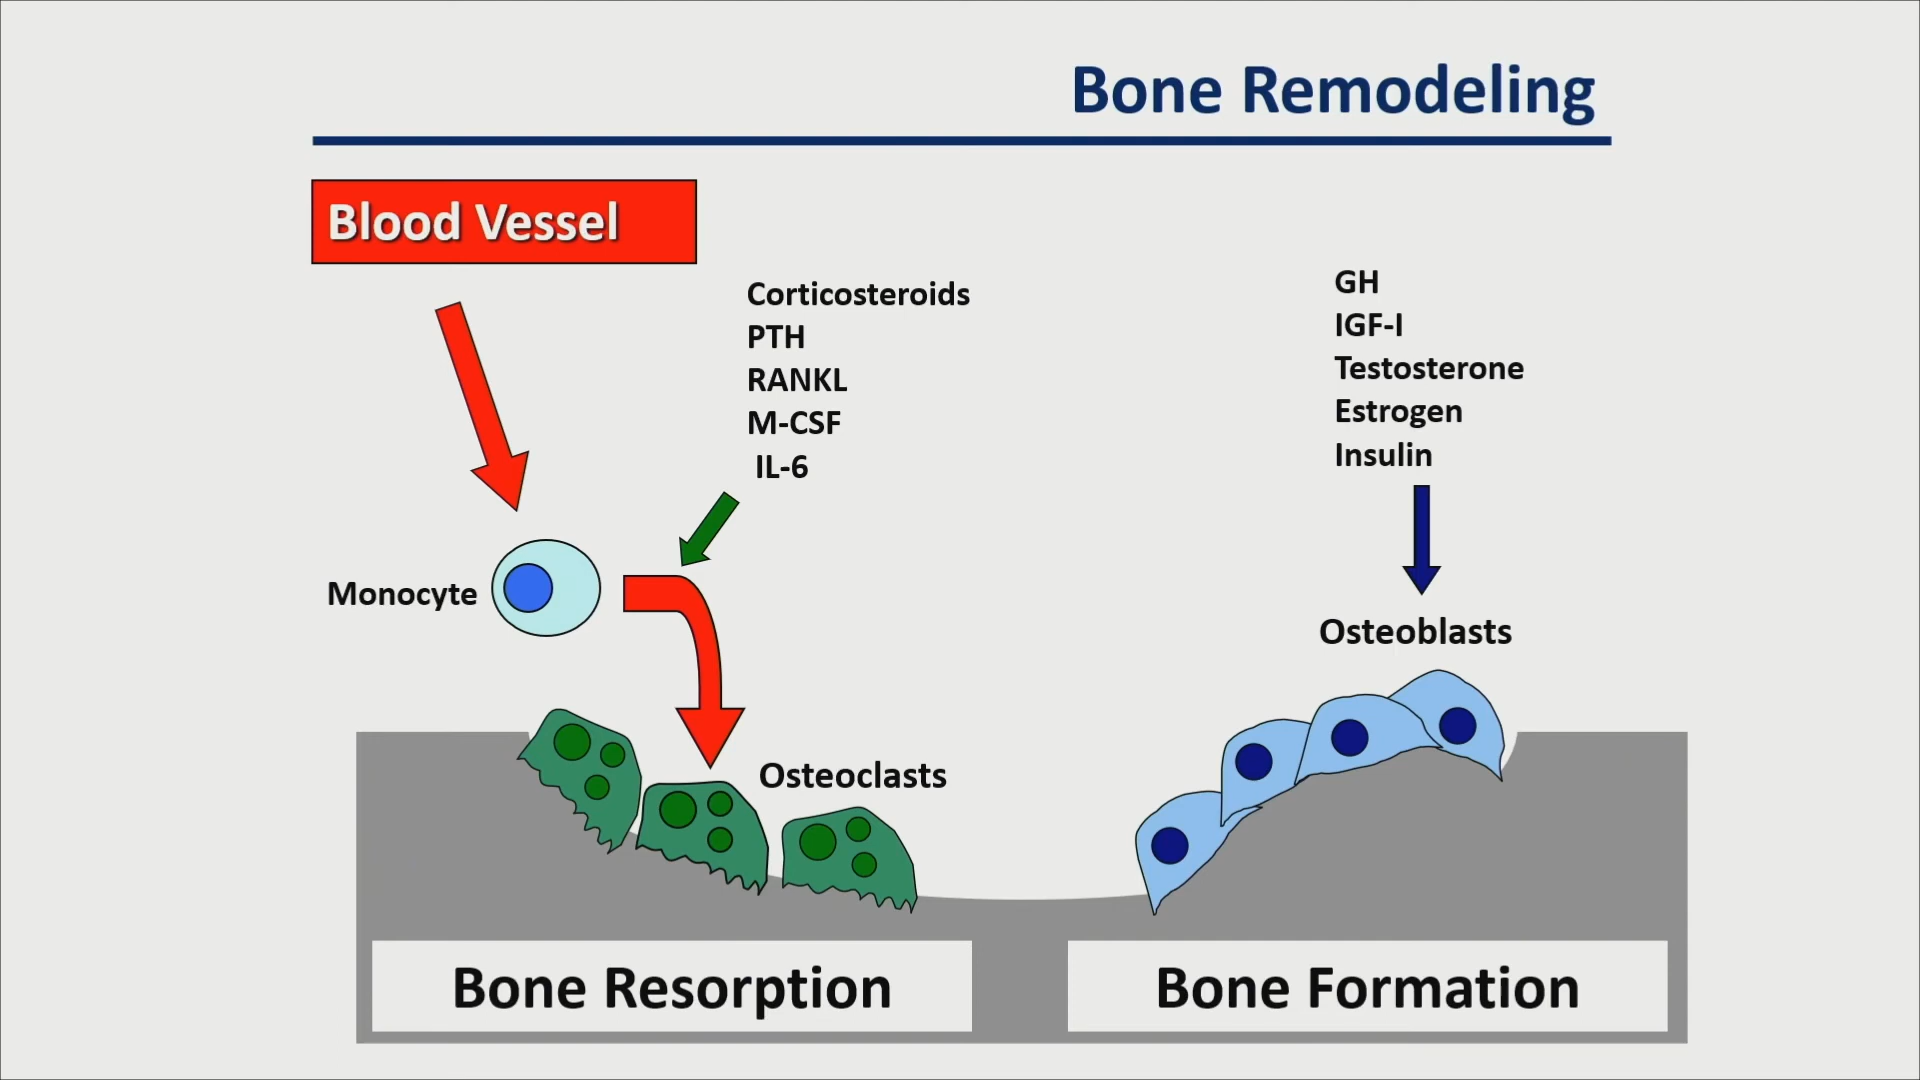 Bone Remodeling
Blood Vessel
Corticosteroids
PTH
RANKL
M-CSF
IL-6
GH
IGF-I
Testosterone
Estrogen
Insulin
Monocyte
Osteoclasts
Osteoblasts
Bone Resorption
Bone Formation